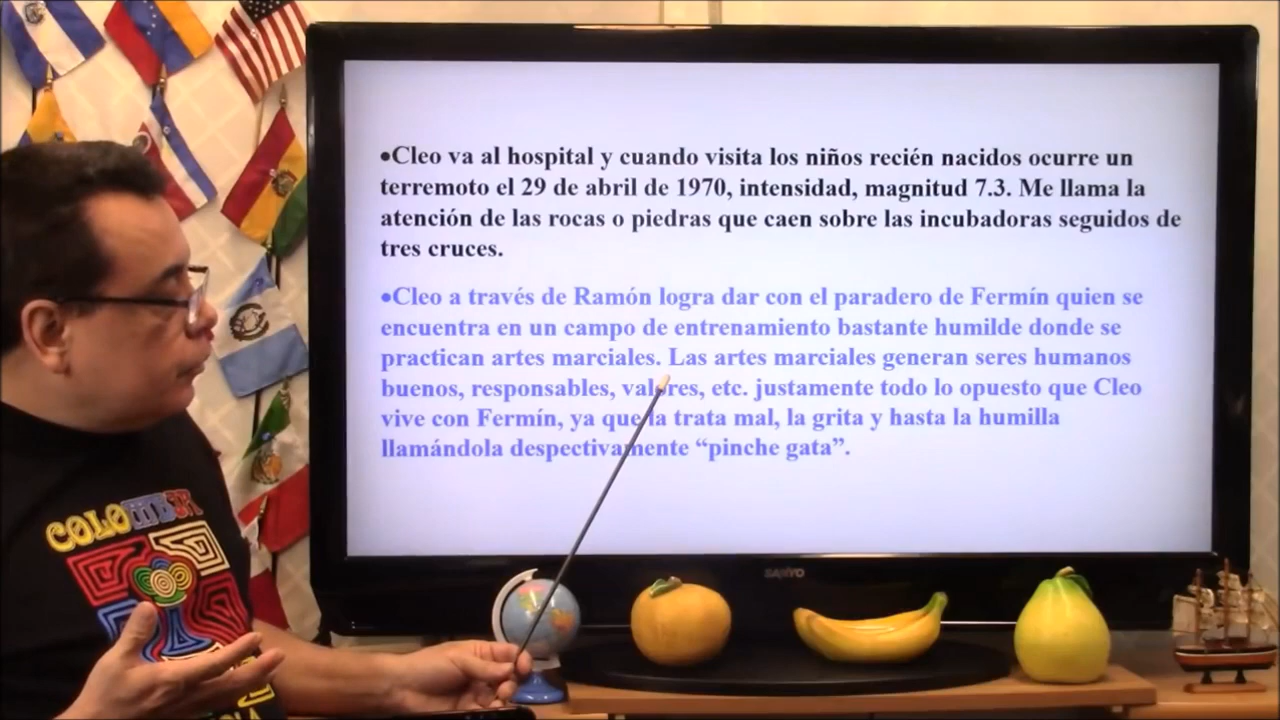 •Cleo va al hospital y cuando visita los niños recién nacidos ocurre un
terremoto el 29 de abril de 1970, intensidad, magnitud 7.3. Me llama la
atención de las rocas o piedras que caen sobre las incubadoras seguidos de
tres cruces.
•Cleo a través de Ramón logra dar con el paradero de Fermín quien se
encuentra en un campo de entrenamiento bastante humilde donde se
practican artes marciales. Las artes marciales generan seres humanos
buenos, responsables, valores, etc. justamente todo lo opuesto que Cleo
vive con Fermín, ya que la trata mal, la grita y hasta la humilla
llamándola despectivamente “pinche gata”.
SANYO
COLOMBIA